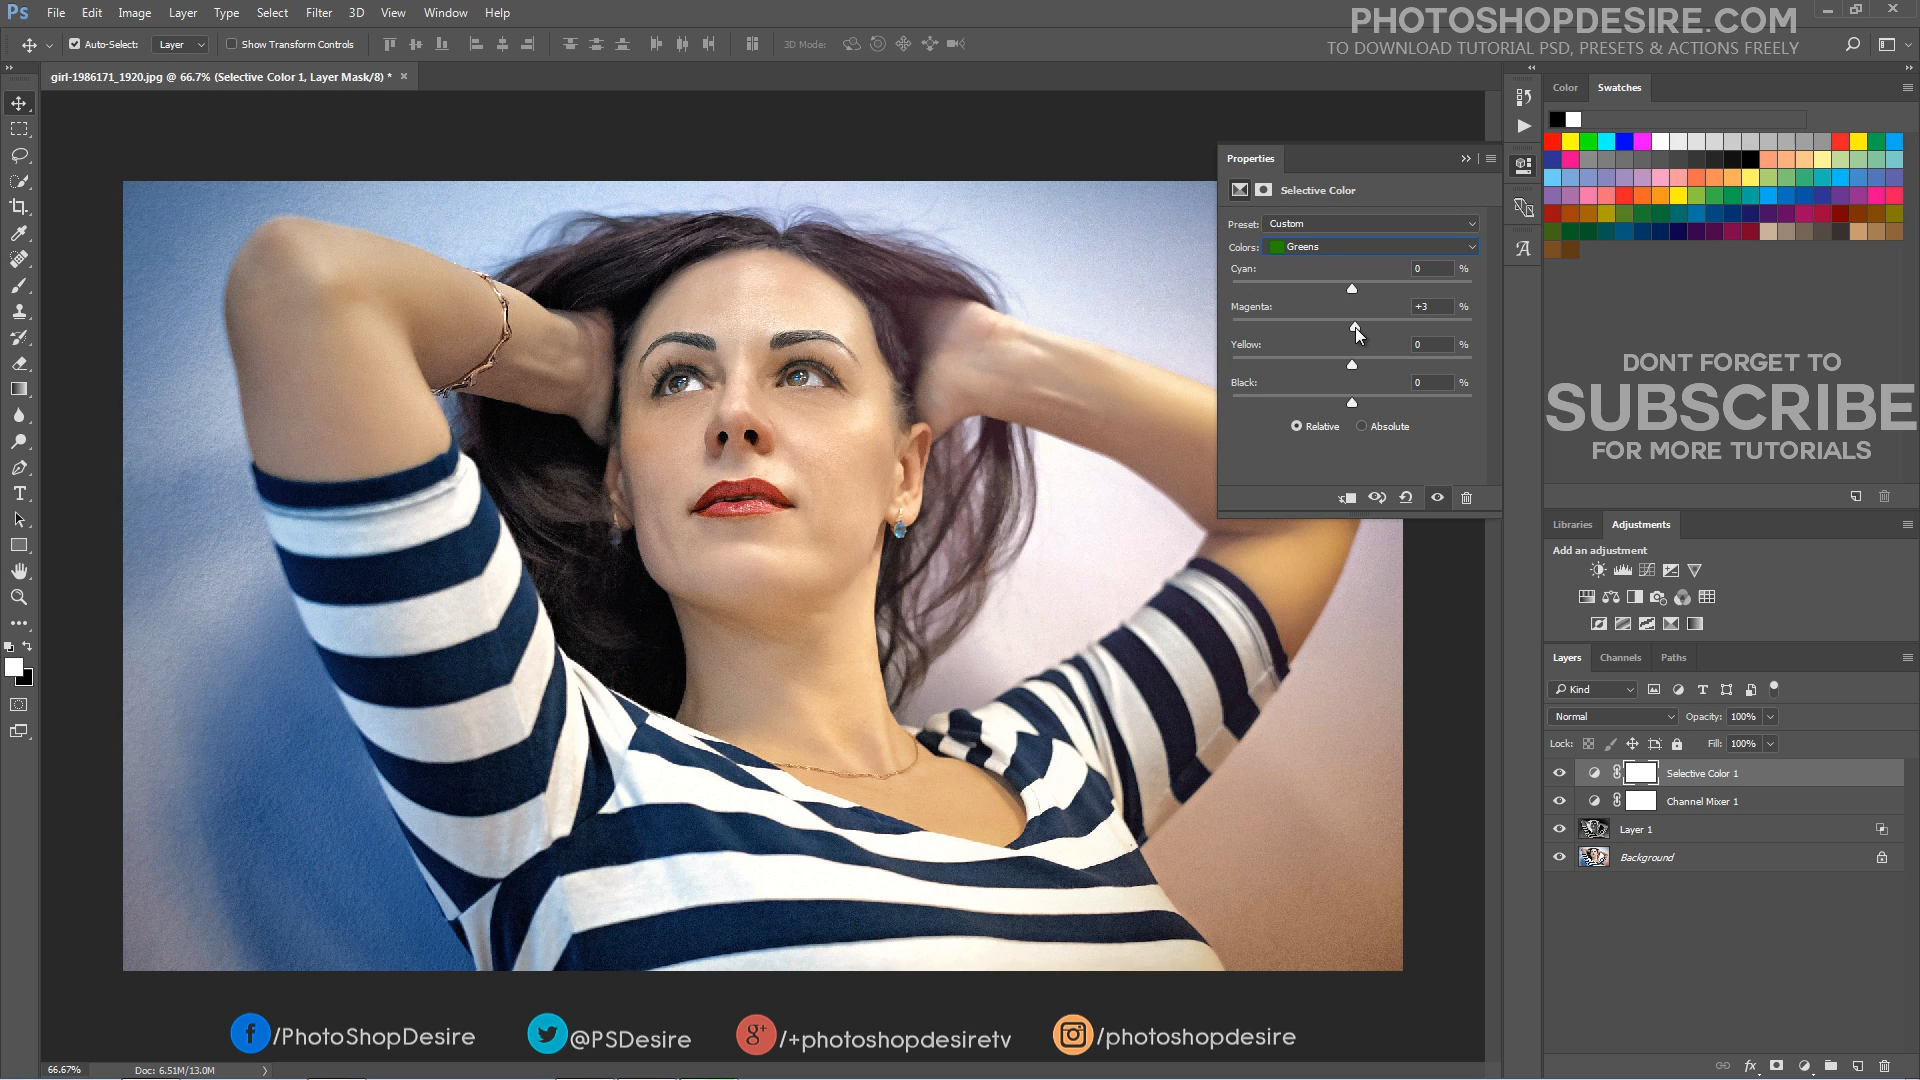 Ps File Edit Image Layer Type Select Filter 3D View Window Help
PHOTOSHOPDESIRE.COM
Auto-Select: Layer Show Transform Controls 3D Mode:
TO DOWNLOAD TUTORIAL PSD, PRESETS & ACTIONS FREELY
girl-1986171_1920.jpg @ 66.7% (Selective Color 1, Layer Mask/8) *
Color Swatches
Properties
Selective Color
Preset: Custom
Colors: Greens
Cyan: 0 %
Magenta: +3 %
Yellow: 0 %
Black: 0 %
Relative Absolute
DONT FORGET TO
SUBSCRIBE
FOR MORE TUTORIALS
Libraries Adjustments
Add an adjustment
Layers Channels Paths
Kind
Normal Opacity: 100%
Lock: Fill: 100%
Selective Color 1
Channel Mixer 1
Layer 1
Background
/PhotoShopDesire @PSDesire /+photoshopdesiretv /photoshopdesire
66.67% Doc: 6.51M/13.0M